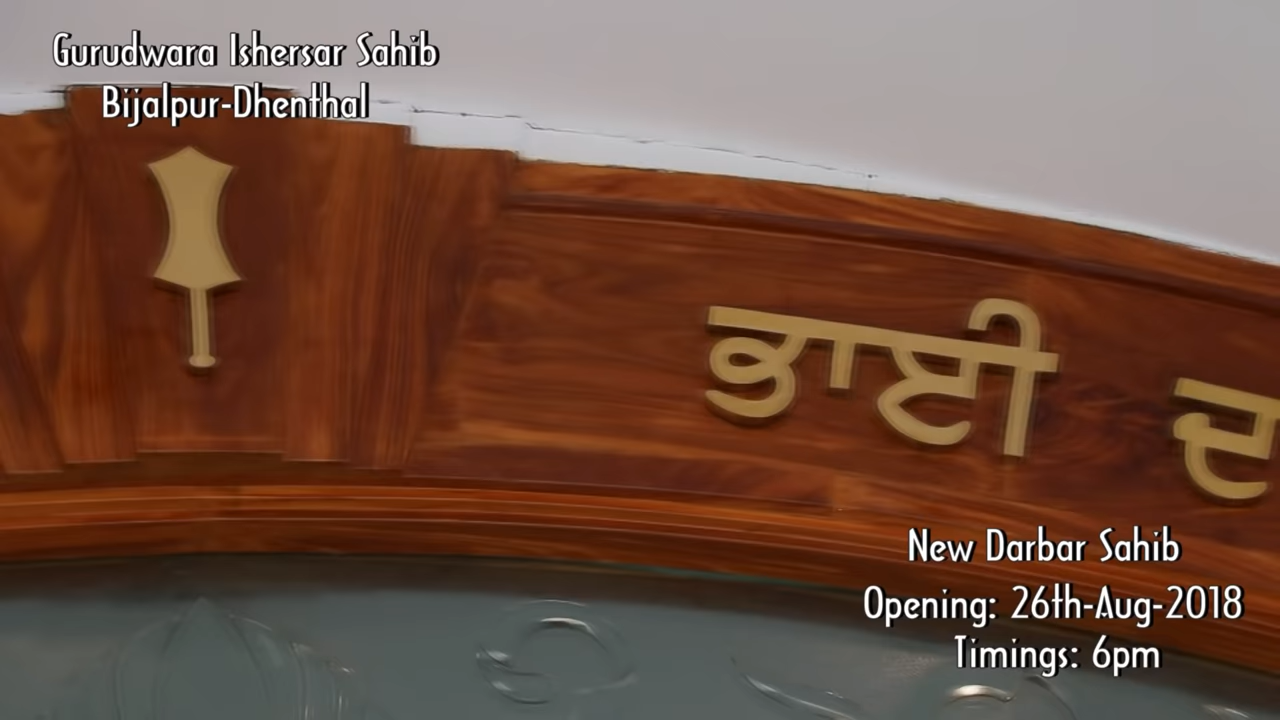 Gurudwara Ishersar Sahib
Bijalpur-Dhenthal
ਭਾਈ ਦ
New Darbar Sahib
Opening: 26th-Aug-2018
Timings: 6pm